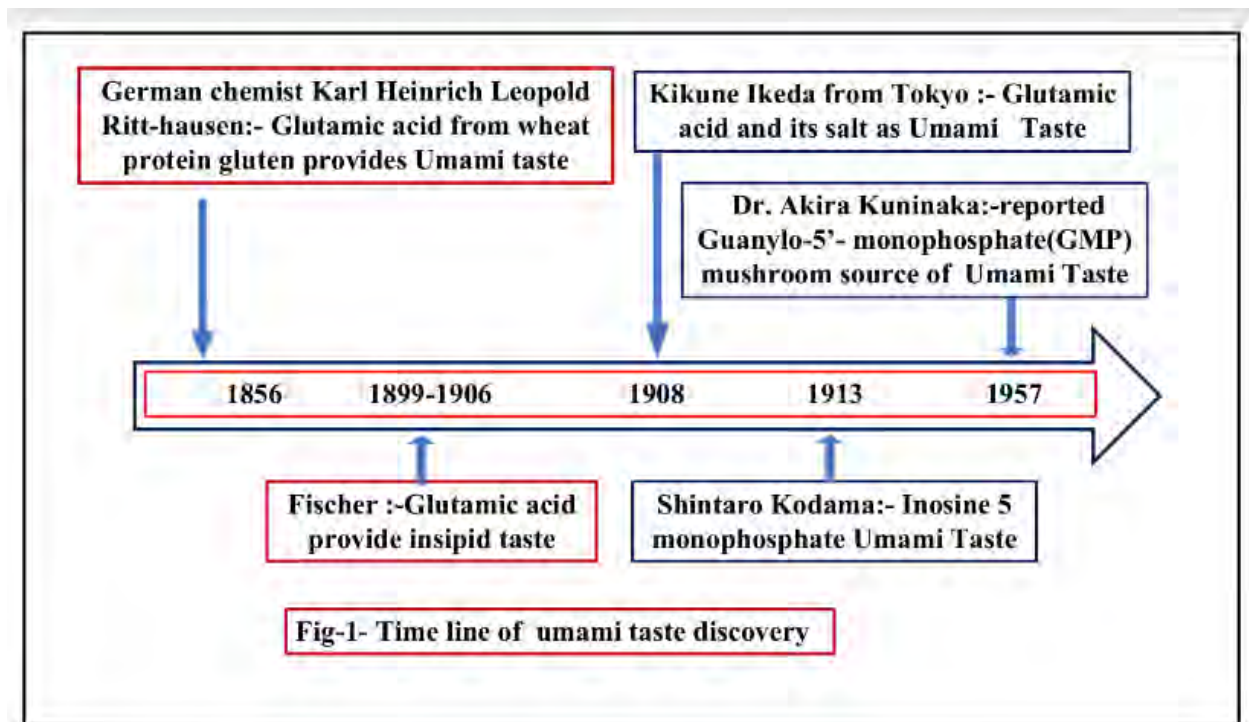 German chemist Karl Heinrich Leopold
Ritt-hausen:- Glutamic acid from wheat
protein gluten provides Umami taste
Kikune Ikeda from Tokyo :- Glutamic
acid and its salt as Umami Taste
Dr. Akira Kuninaka:-reported
Guanylo-5’- monophosphate(GMP)
mushroom source of Umami Taste
1856 1899-1906 1908 1913 1957
Fischer :-Glutamic acid
provide insipid taste
Shintaro Kodama:- Inosine 5
monophosphate Umami Taste
Fig-1- Time line of umami taste discovery